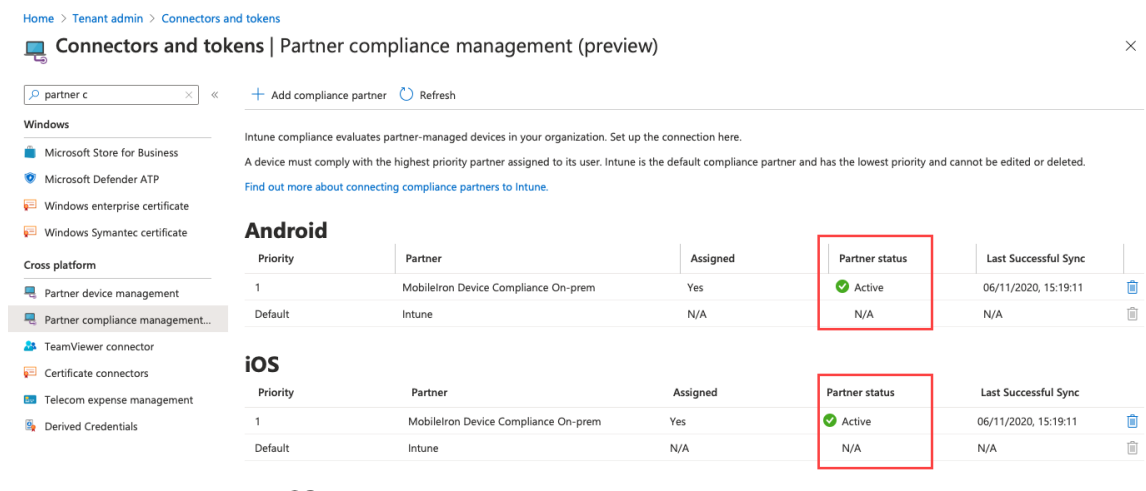 Home > Tenant admin > Connectors and tokens
Connectors and tokens | Partner compliance management (preview)
partner c
Add compliance partner Refresh
Windows
Microsoft Store for Business
Microsoft Defender ATP
Windows enterprise certificate
Windows Symantec certificate
Cross platform
Partner device management
Partner compliance management...
TeamViewer connector
Certificate connectors
Telecom expense management
Derived Credentials
Intune compliance evaluates partner-managed devices in your organization. Set up the connection here.
A device must comply with the highest priority partner assigned to its user. Intune is the default compliance partner and has the lowest priority and cannot be edited or deleted.
Find out more about connecting compliance partners to Intune.
Android
Priority Partner Assigned Partner status Last Successful Sync
1 MobileIron Device Compliance On-prem Yes Active 06/11/2020, 15:19:11
Default Intune N/A N/A N/A
iOS
Priority Partner Assigned Partner status Last Successful Sync
1 MobileIron Device Compliance On-prem Yes Active 06/11/2020, 15:19:11
Default Intune N/A N/A N/A